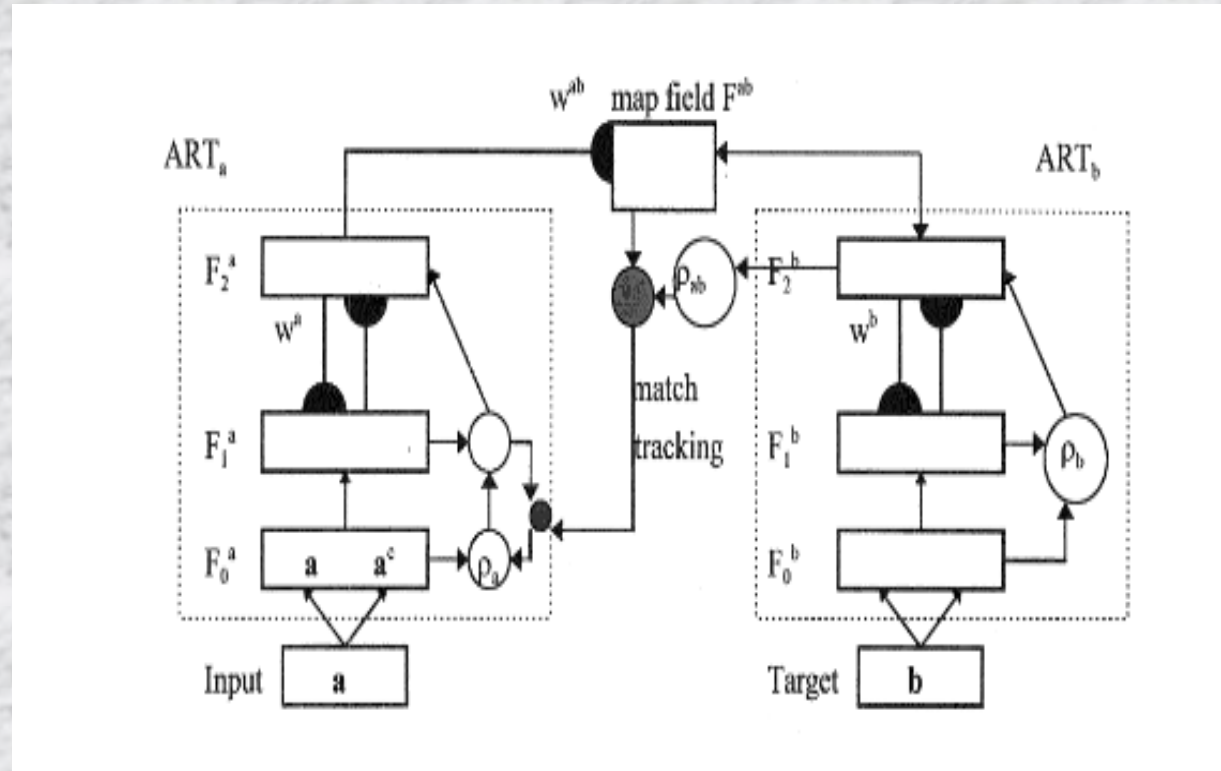 w^ab map field F^ab
ART_a
ART_b
F_2^a
ρ_ab
F_2^b
w^a
w^b
match
tracking
F_1^a
F_1^b
ρ_b
F_0^a a a^c
ρ_a
F_0^b
Input a
Target b